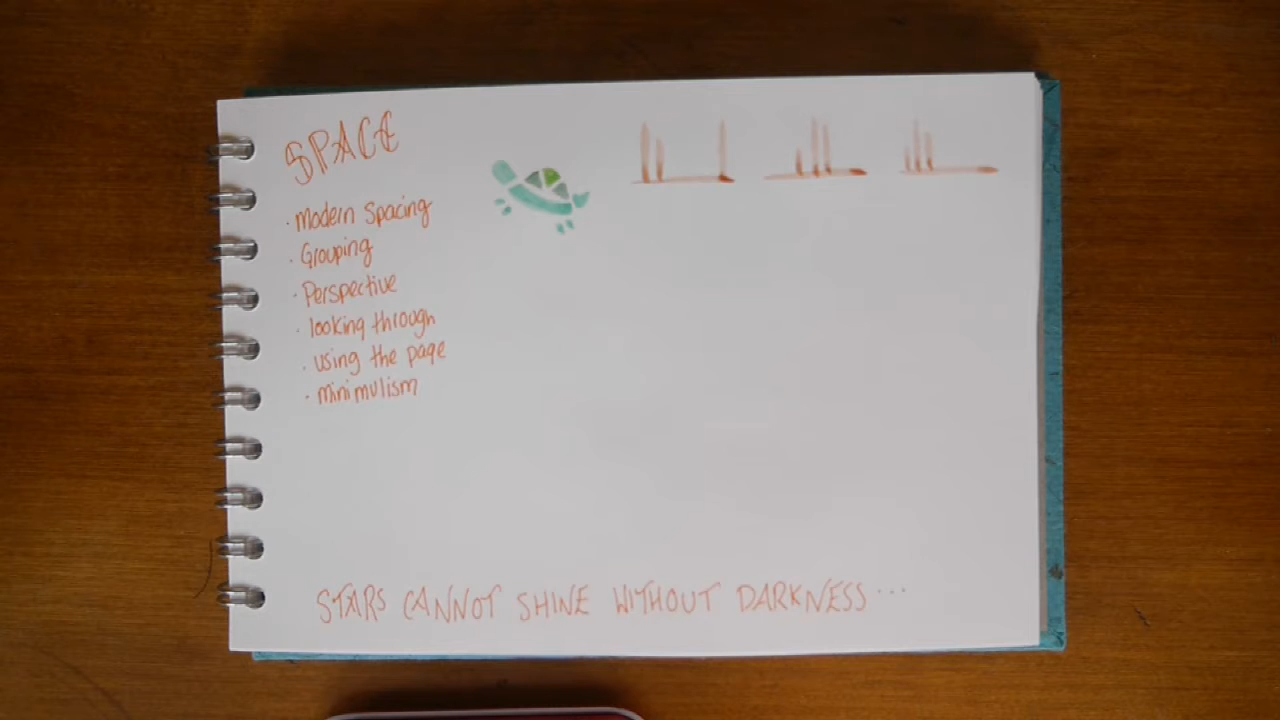 SPACE
· Modern Spacing
· Grouping
· Perspective
· looking through
· using the page
· minimulism
STARS CANNOT SHINE WITHOUT DARKNESS...